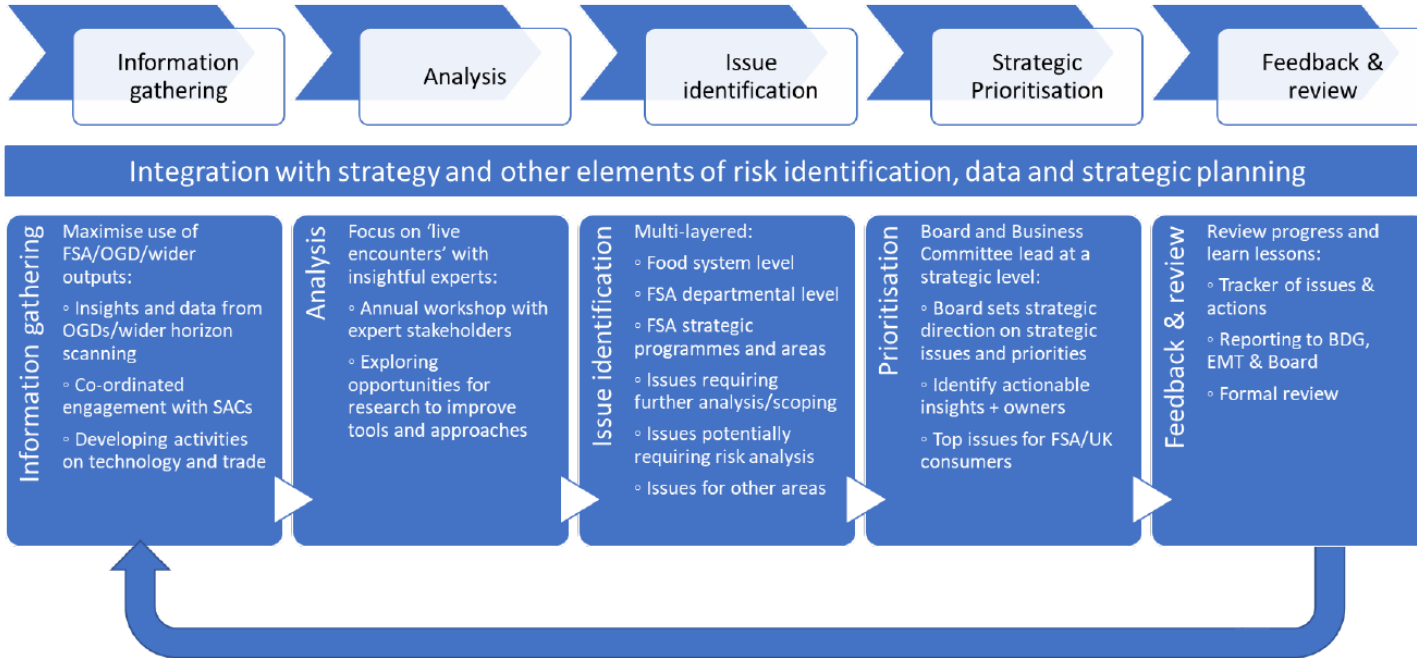 Information
gathering
Analysis
Issue
identification
Strategic
Prioritisation
Feedback &
review
Integration with strategy and other elements of risk identification, data and strategic planning
Information gathering
Maximise use of
FSA/OGD/wider
outputs:
◦ Insights and data from
OGDs/wider horizon
scanning
◦ Co-ordinated
engagement with SACs
◦ Developing activities
on technology and trade
Analysis
Focus on ‘live
encounters’ with
insightful experts:
◦ Annual workshop with
expert stakeholders
◦ Exploring
opportunities for
research to improve
tools and approaches
Issue identification
Multi-layered:
◦ Food system level
◦ FSA departmental level
◦ FSA strategic
programmes and areas
◦ Issues requiring
further analysis/scoping
◦ Issues potentially
requiring risk analysis
◦ Issues for other areas
Prioritisation
Board and Business
Committee lead at a
strategic level:
◦ Board sets strategic
direction on strategic
issues and priorities
◦ Identify actionable
insights + owners
◦ Top issues for FSA/UK
consumers
Feedback & review
Review progress and
learn lessons:
◦ Tracker of issues &
actions
◦ Reporting to BDG,
EMT & Board
◦ Formal review